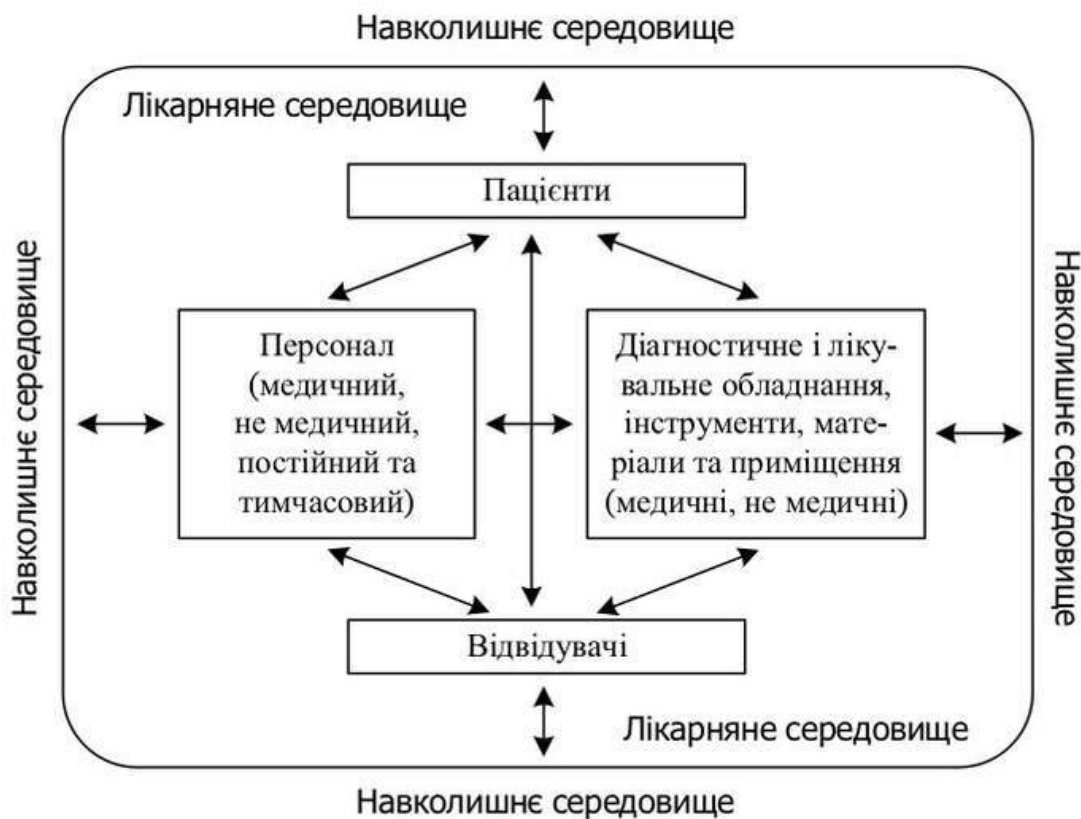 Навколишнє середовище
Лікарняне середовище
Пацієнти
Навколишнє середовище
Персонал
(медичний,
не медичний,
постійний та
тимчасовий)
Діагностичне і ліку-
вальне обладнання,
інструменти, мате-
ріали та приміщення
(медичні, не медичні)
Навколишнє середовище
Відвідувачі
Лікарняне середовище
Навколишнє середовище